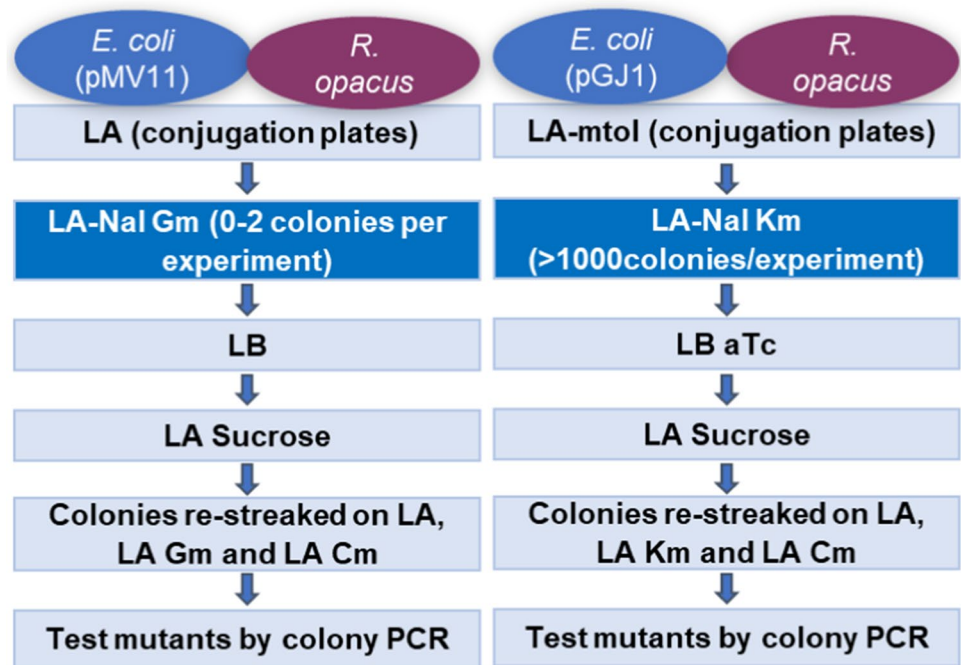 E. coli
(pMV11)
R.
opacus
LA (conjugation plates)
LA-Nal Gm (0-2 colonies per
experiment)
LB
LA Sucrose
Colonies re-streaked on LA,
LA Gm and LA Cm
Test mutants by colony PCR
E. coli
(pGJ1)
R.
opacus
LA-mtol (conjugation plates)
LA-Nal Km
(>1000colonies/experiment)
LB aTc
LA Sucrose
Colonies re-streaked on LA,
LA Km and LA Cm
Test mutants by colony PCR